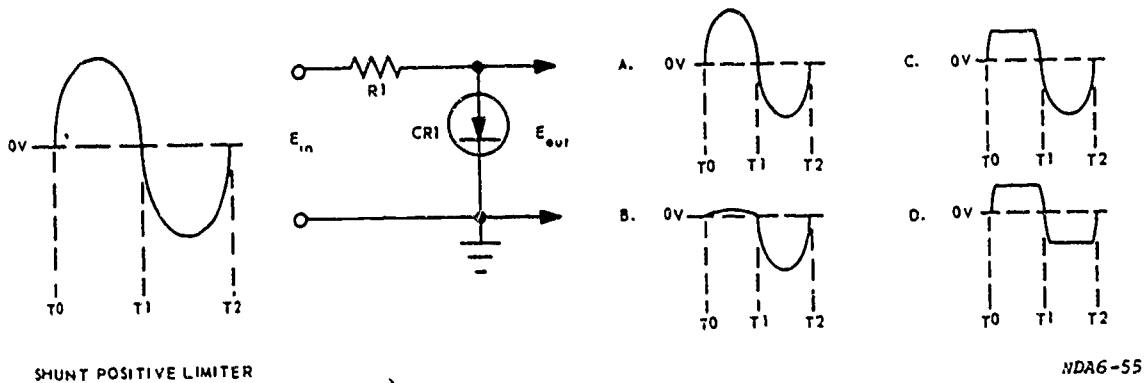 0V
T0 T1 T2
SHUNT POSITIVE LIMITER
R1
E in
CR1
E out
A. 0V
T0 T1 T2
B. 0V
T0 T1 T2
C. 0V
T0 T1 T2
D. 0V
T0 T1 T2
NDA6-55